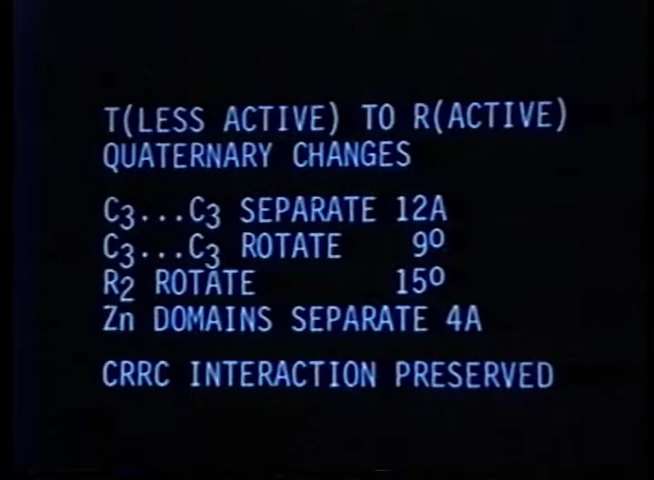 T(LESS ACTIVE) TO R(ACTIVE)
QUATERNARY CHANGES
C3...C3 SEPARATE 12A
C3...C3 ROTATE 9º
R2 ROTATE 15º
Zn DOMAINS SEPARATE 4A
CRRC INTERACTION PRESERVED